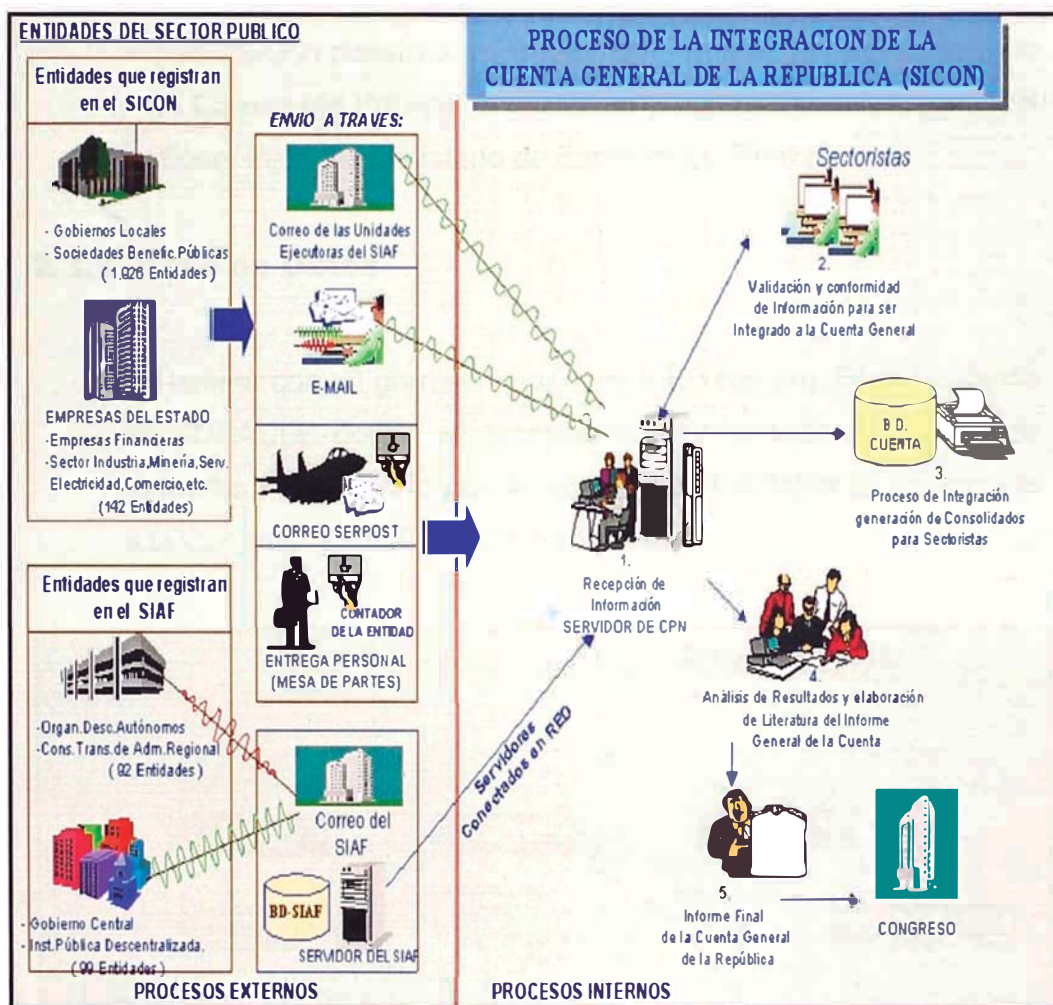 ENTIDADES DEL SECTOR PUBLICO
PROCESO DE LA INTEGRACION DE LA
CUENTA GENERAL DE LA REPUBLICA (SICON)
Entidades que registran
en el SICON
- Gobiernos Locales
- Sociedades Benefic.Públicas
(1,926 Entidades)
EMPRESAS DEL ESTADO
-Empresas Financieras
-Sector Industria,Minería,Serv.
Electricidad,Comercio,etc.
(142 Entidades)
ENVIO A TRAVES:
Correo de las Unidades
Ejecutoras del SIAF
E-MAIL
CORREO SERPOST
CONTADOR
DE LA ENTIDAD
ENTREGA PERSONAL
(MESA DE PARTES)
Entidades que registran
en el SIAF
-Organ.Desc.Autónomos
-Cons.Trans.de Adm.Regional
(92 Entidades)
- Gobierno Central
- Inst.Pública Descentralizada.
(99 Entidades)
Correo del
SIAF
BD-SIAF
SERVIDOR DEL SIAF
PROCESOS EXTERNOS
Servidores
Conectados en RED
1.
Recepción de
Información
SERVIDOR DE CPN
Sectoristas
2.
Validación y conformidad
de Información para ser
Integrado a la Cuenta General
B D.
CUENTA
3.
Proceso de Integración
generación de Consolidados
para Sectoristas
4.
Análisis de Resultados y elaboración
de Literatura del Informe
General de la Cuenta
5.
Informe Final
de la Cuenta General
de la República
CONGRESO
PROCESOS INTERNOS